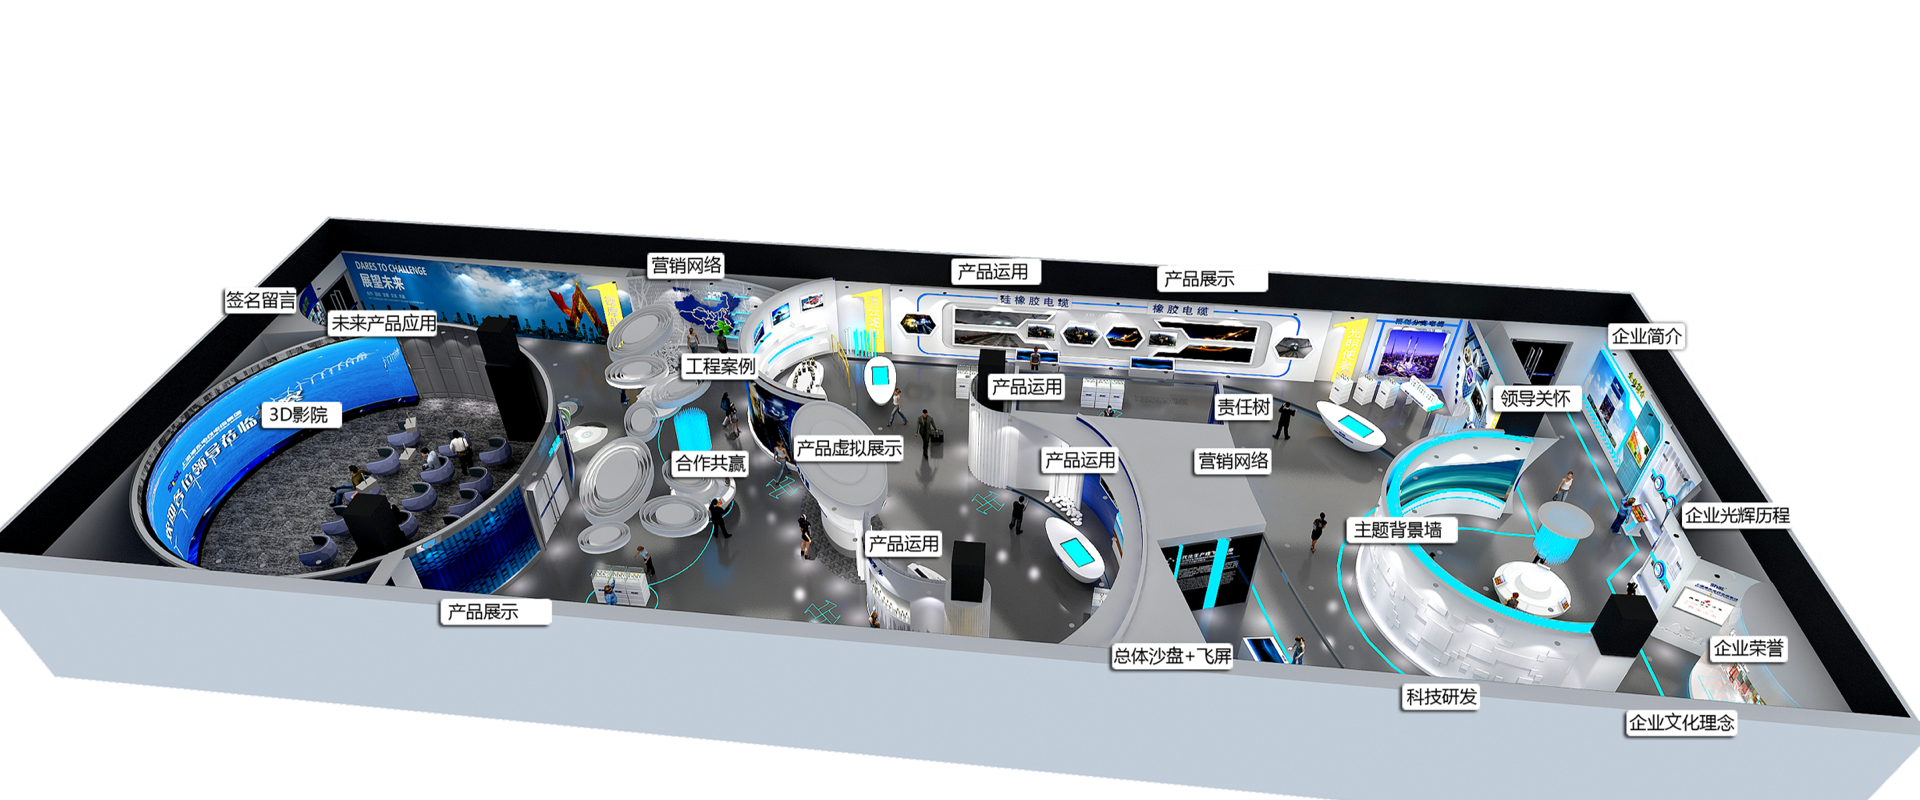 营销网络
产品运用
产品展示
DARES TO CHALLENGE
展望未来
签名留言
未来产品应用
硅橡胶电缆
橡胶电缆
企业简介
工程案例
产品运用
领导关怀
责任树
3D影院
产品虚拟展示
合作共赢
产品运用
营销网络
企业光辉历程
主题背景墙
产品运用
产品展示
总体沙盘+飞屏
企业荣誉
科技研发
企业文化理念